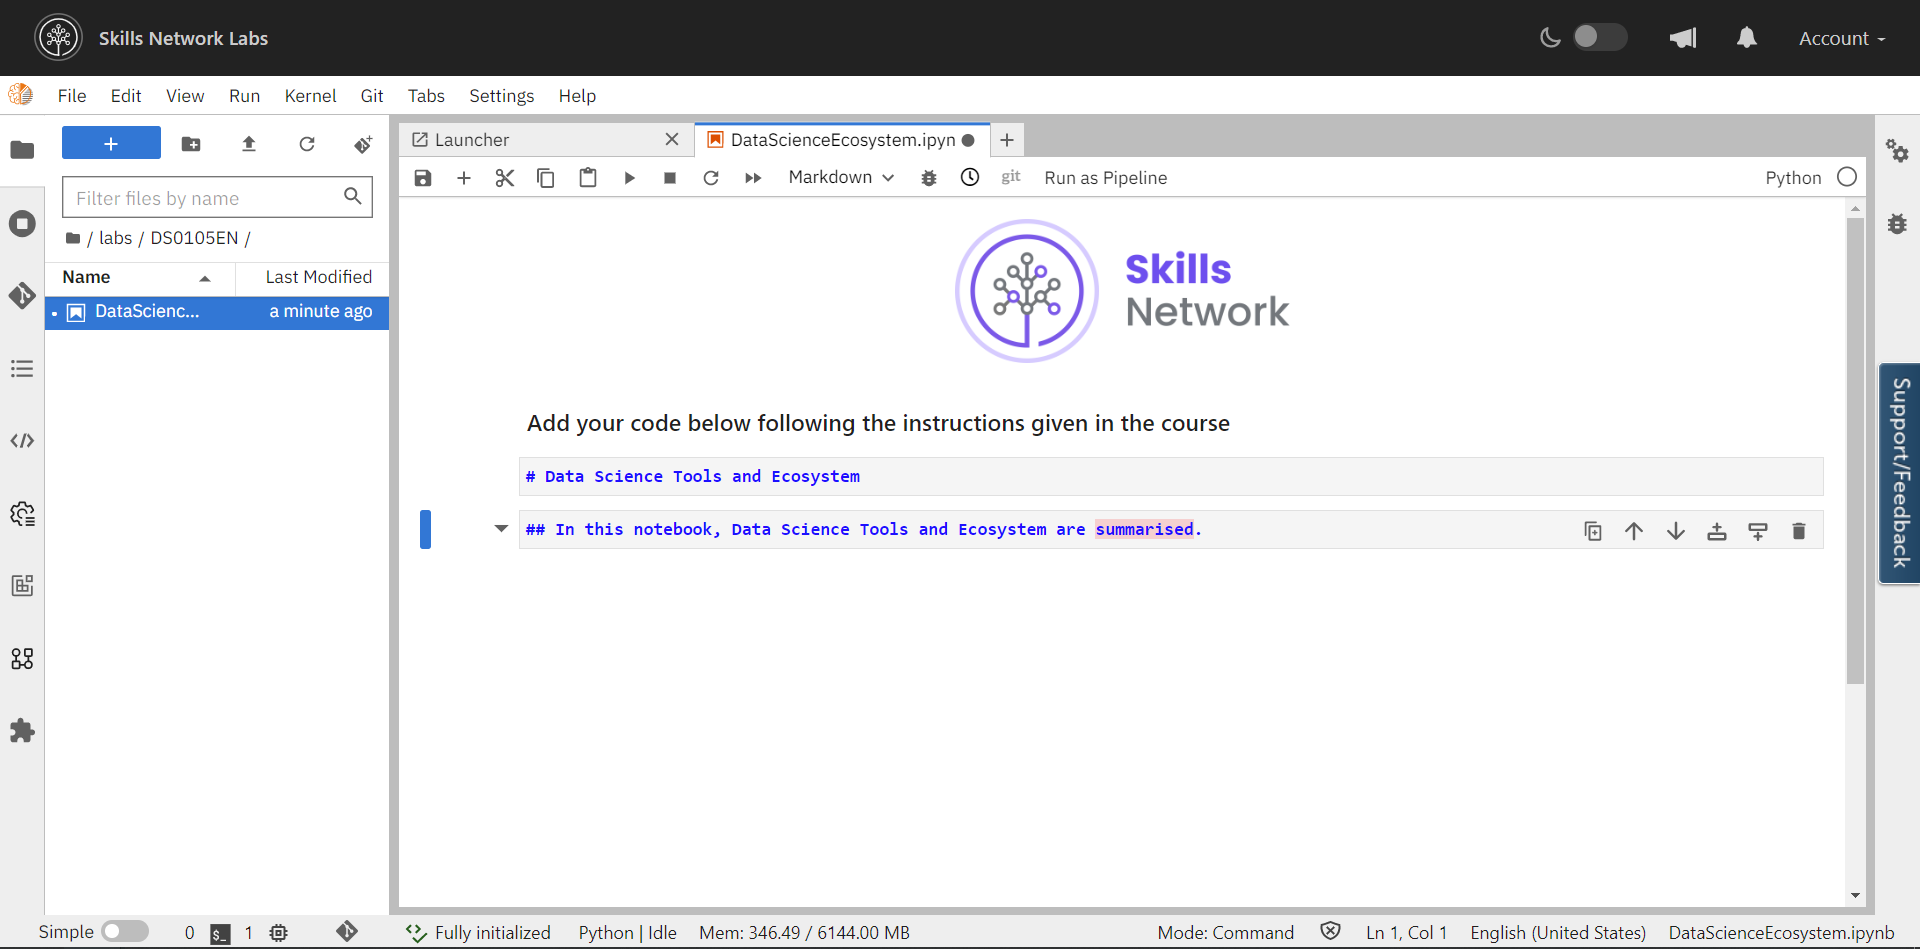 Skills Network Labs
Account
File Edit View Run Kernel Git Tabs Settings Help
+
Filter files by name
/ labs / DS0105EN /
Name Last Modified
DataScienc... a minute ago
Launcher
DataScienceEcosystem.ipyn
Markdown
git
Run as Pipeline
Python
Skills
Network
Add your code below following the instructions given in the course
# Data Science Tools and Ecosystem
## In this notebook, Data Science Tools and Ecosystem are summarised.
Support/Feedback
Simple 0 $_ 1 Fully initialized Python | Idle Mem: 346.49 / 6144.00 MB Mode: Command Ln 1, Col 1 English (United States) DataScienceEcosystem.ipynb